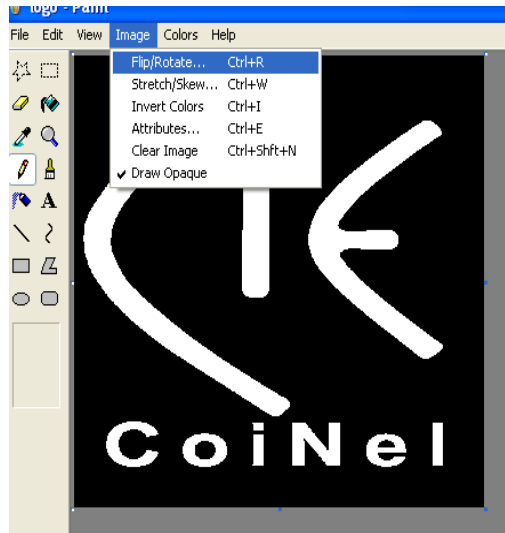 logo - Paint
File Edit View Image Colors Help
Flip/Rotate... Ctrl+R
Stretch/Skew... Ctrl+W
Invert Colors Ctrl+I
Attributes... Ctrl+E
Clear Image Ctrl+Shft+N
Draw Opaque
A
CoiNel